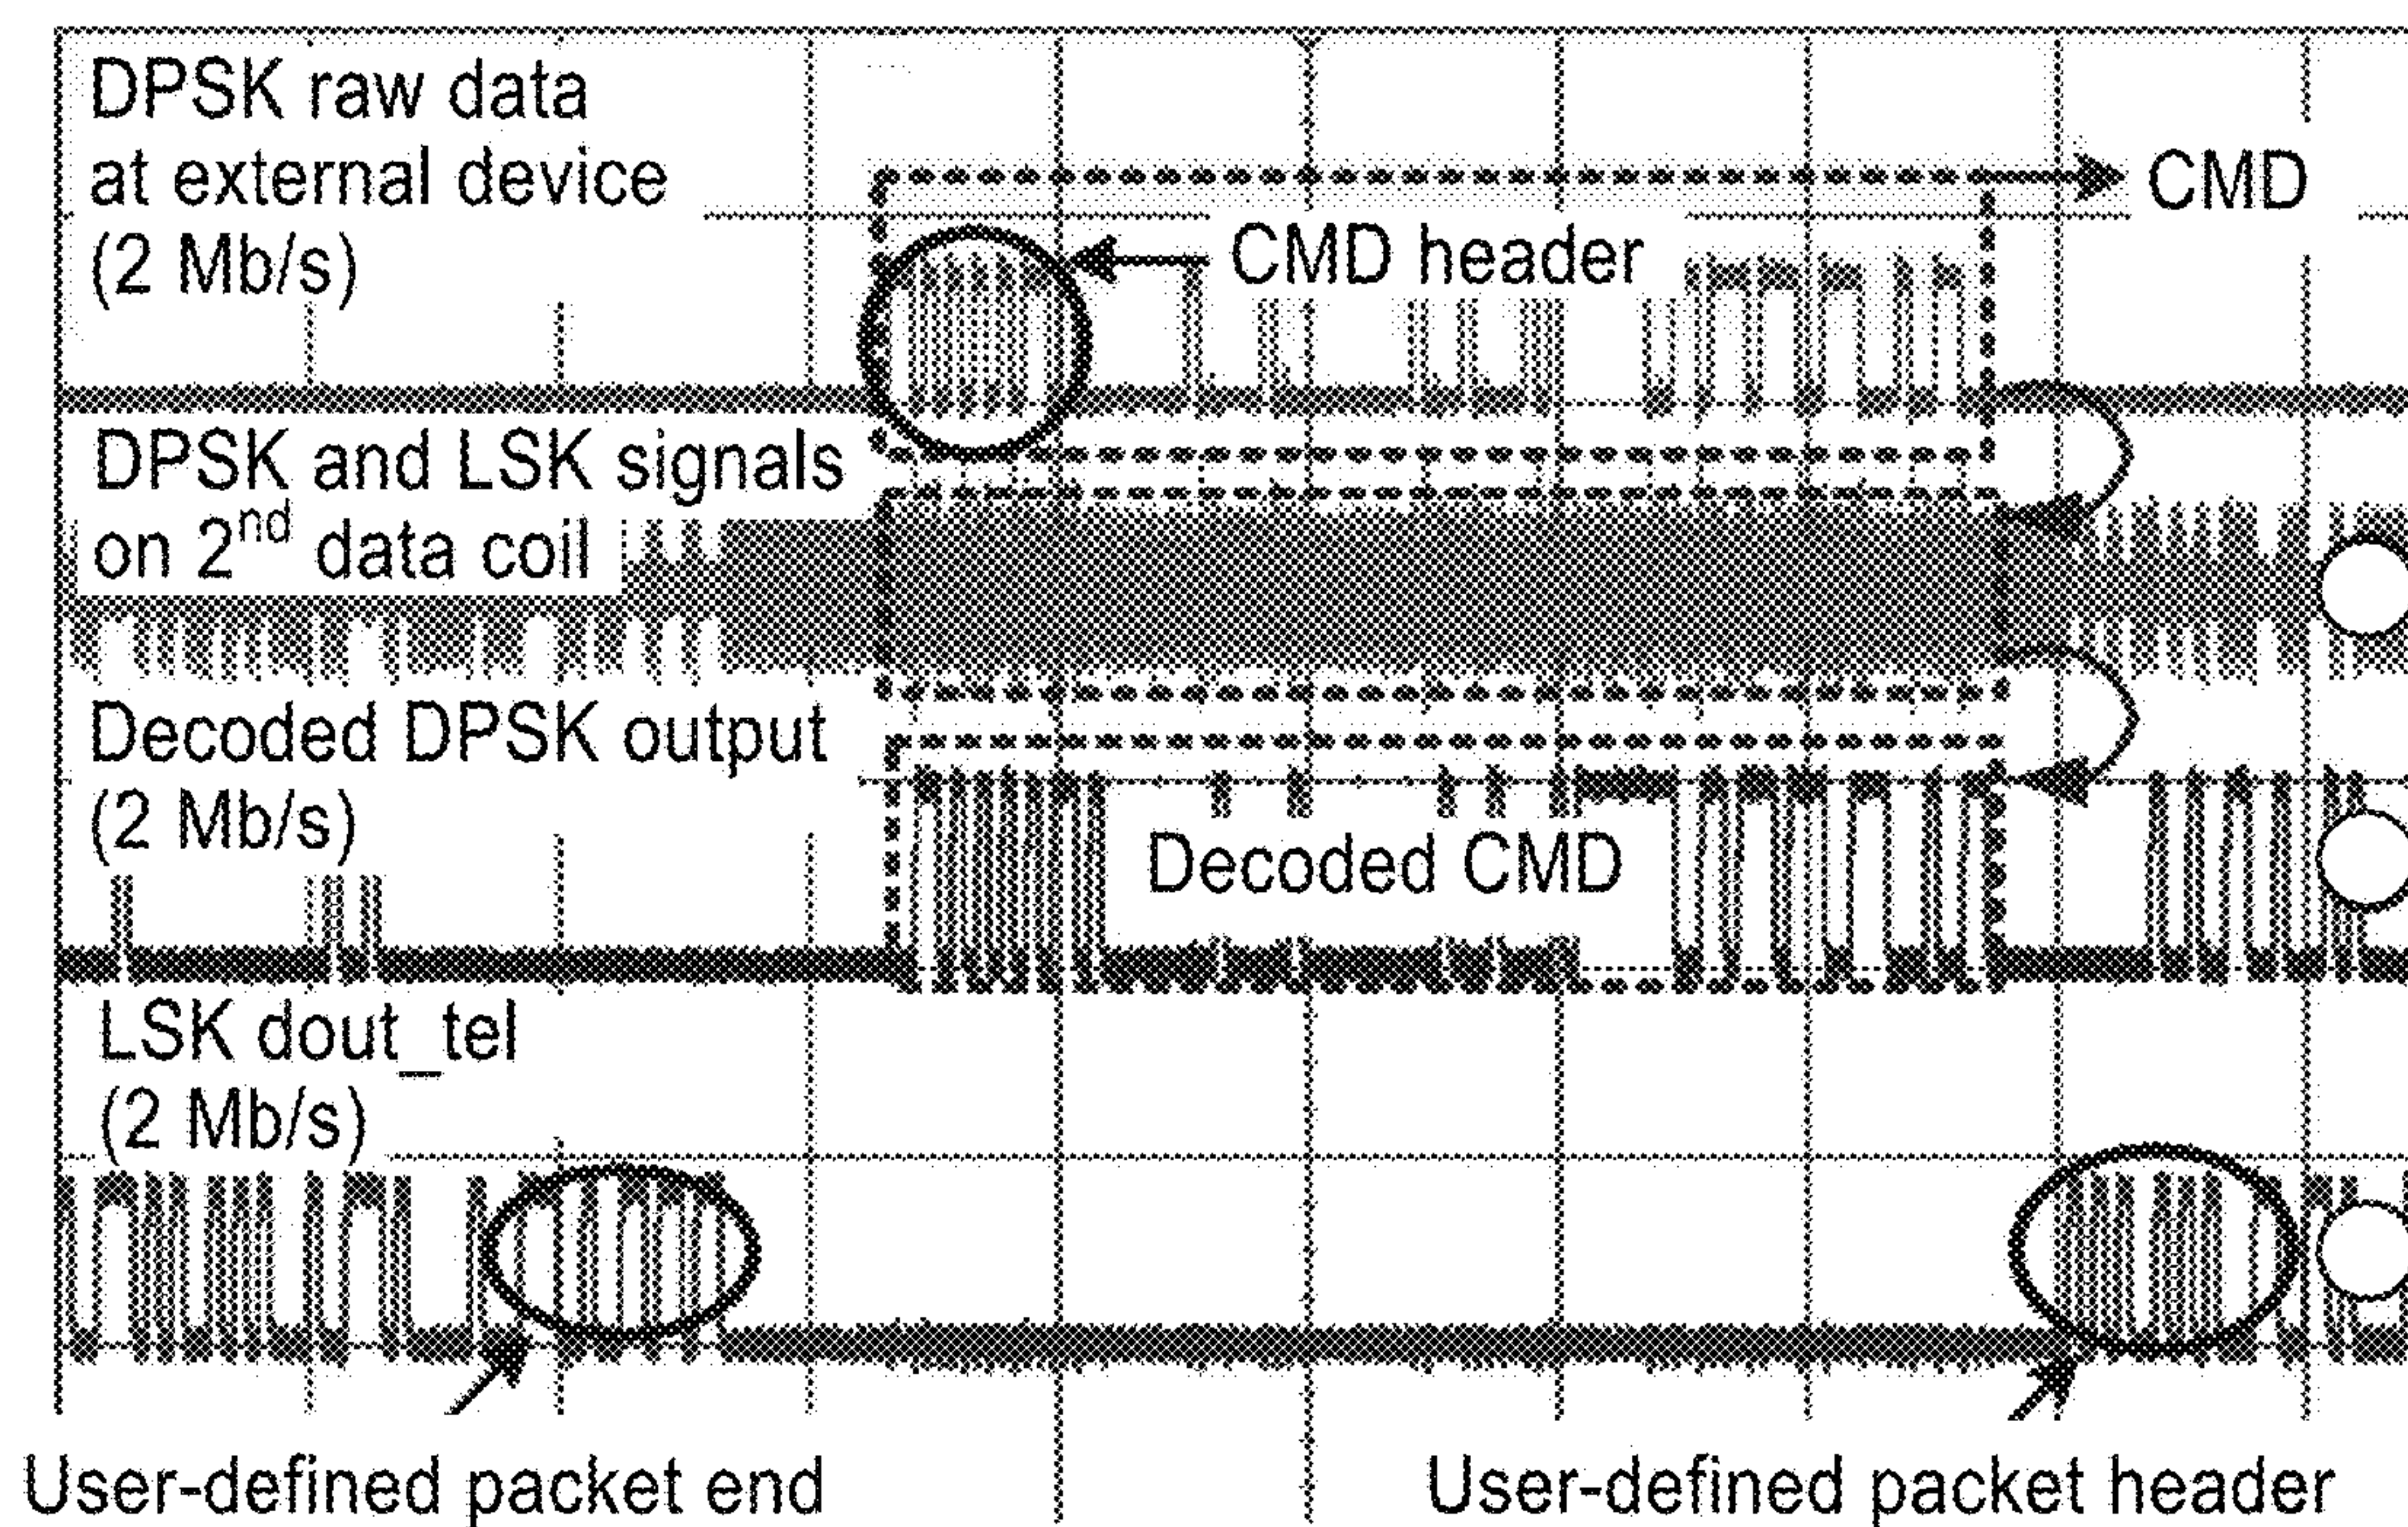 DPSK raw data
at external device
(2 Mb/s)
CMD
CMD header
DPSK and LSK signals
on 2nd data coil
Decoded DPSK output
(2 Mb/s)
Decoded CMD
LSK dout_tel
(2 Mb/s)
User-defined packet end
User-defined packet header